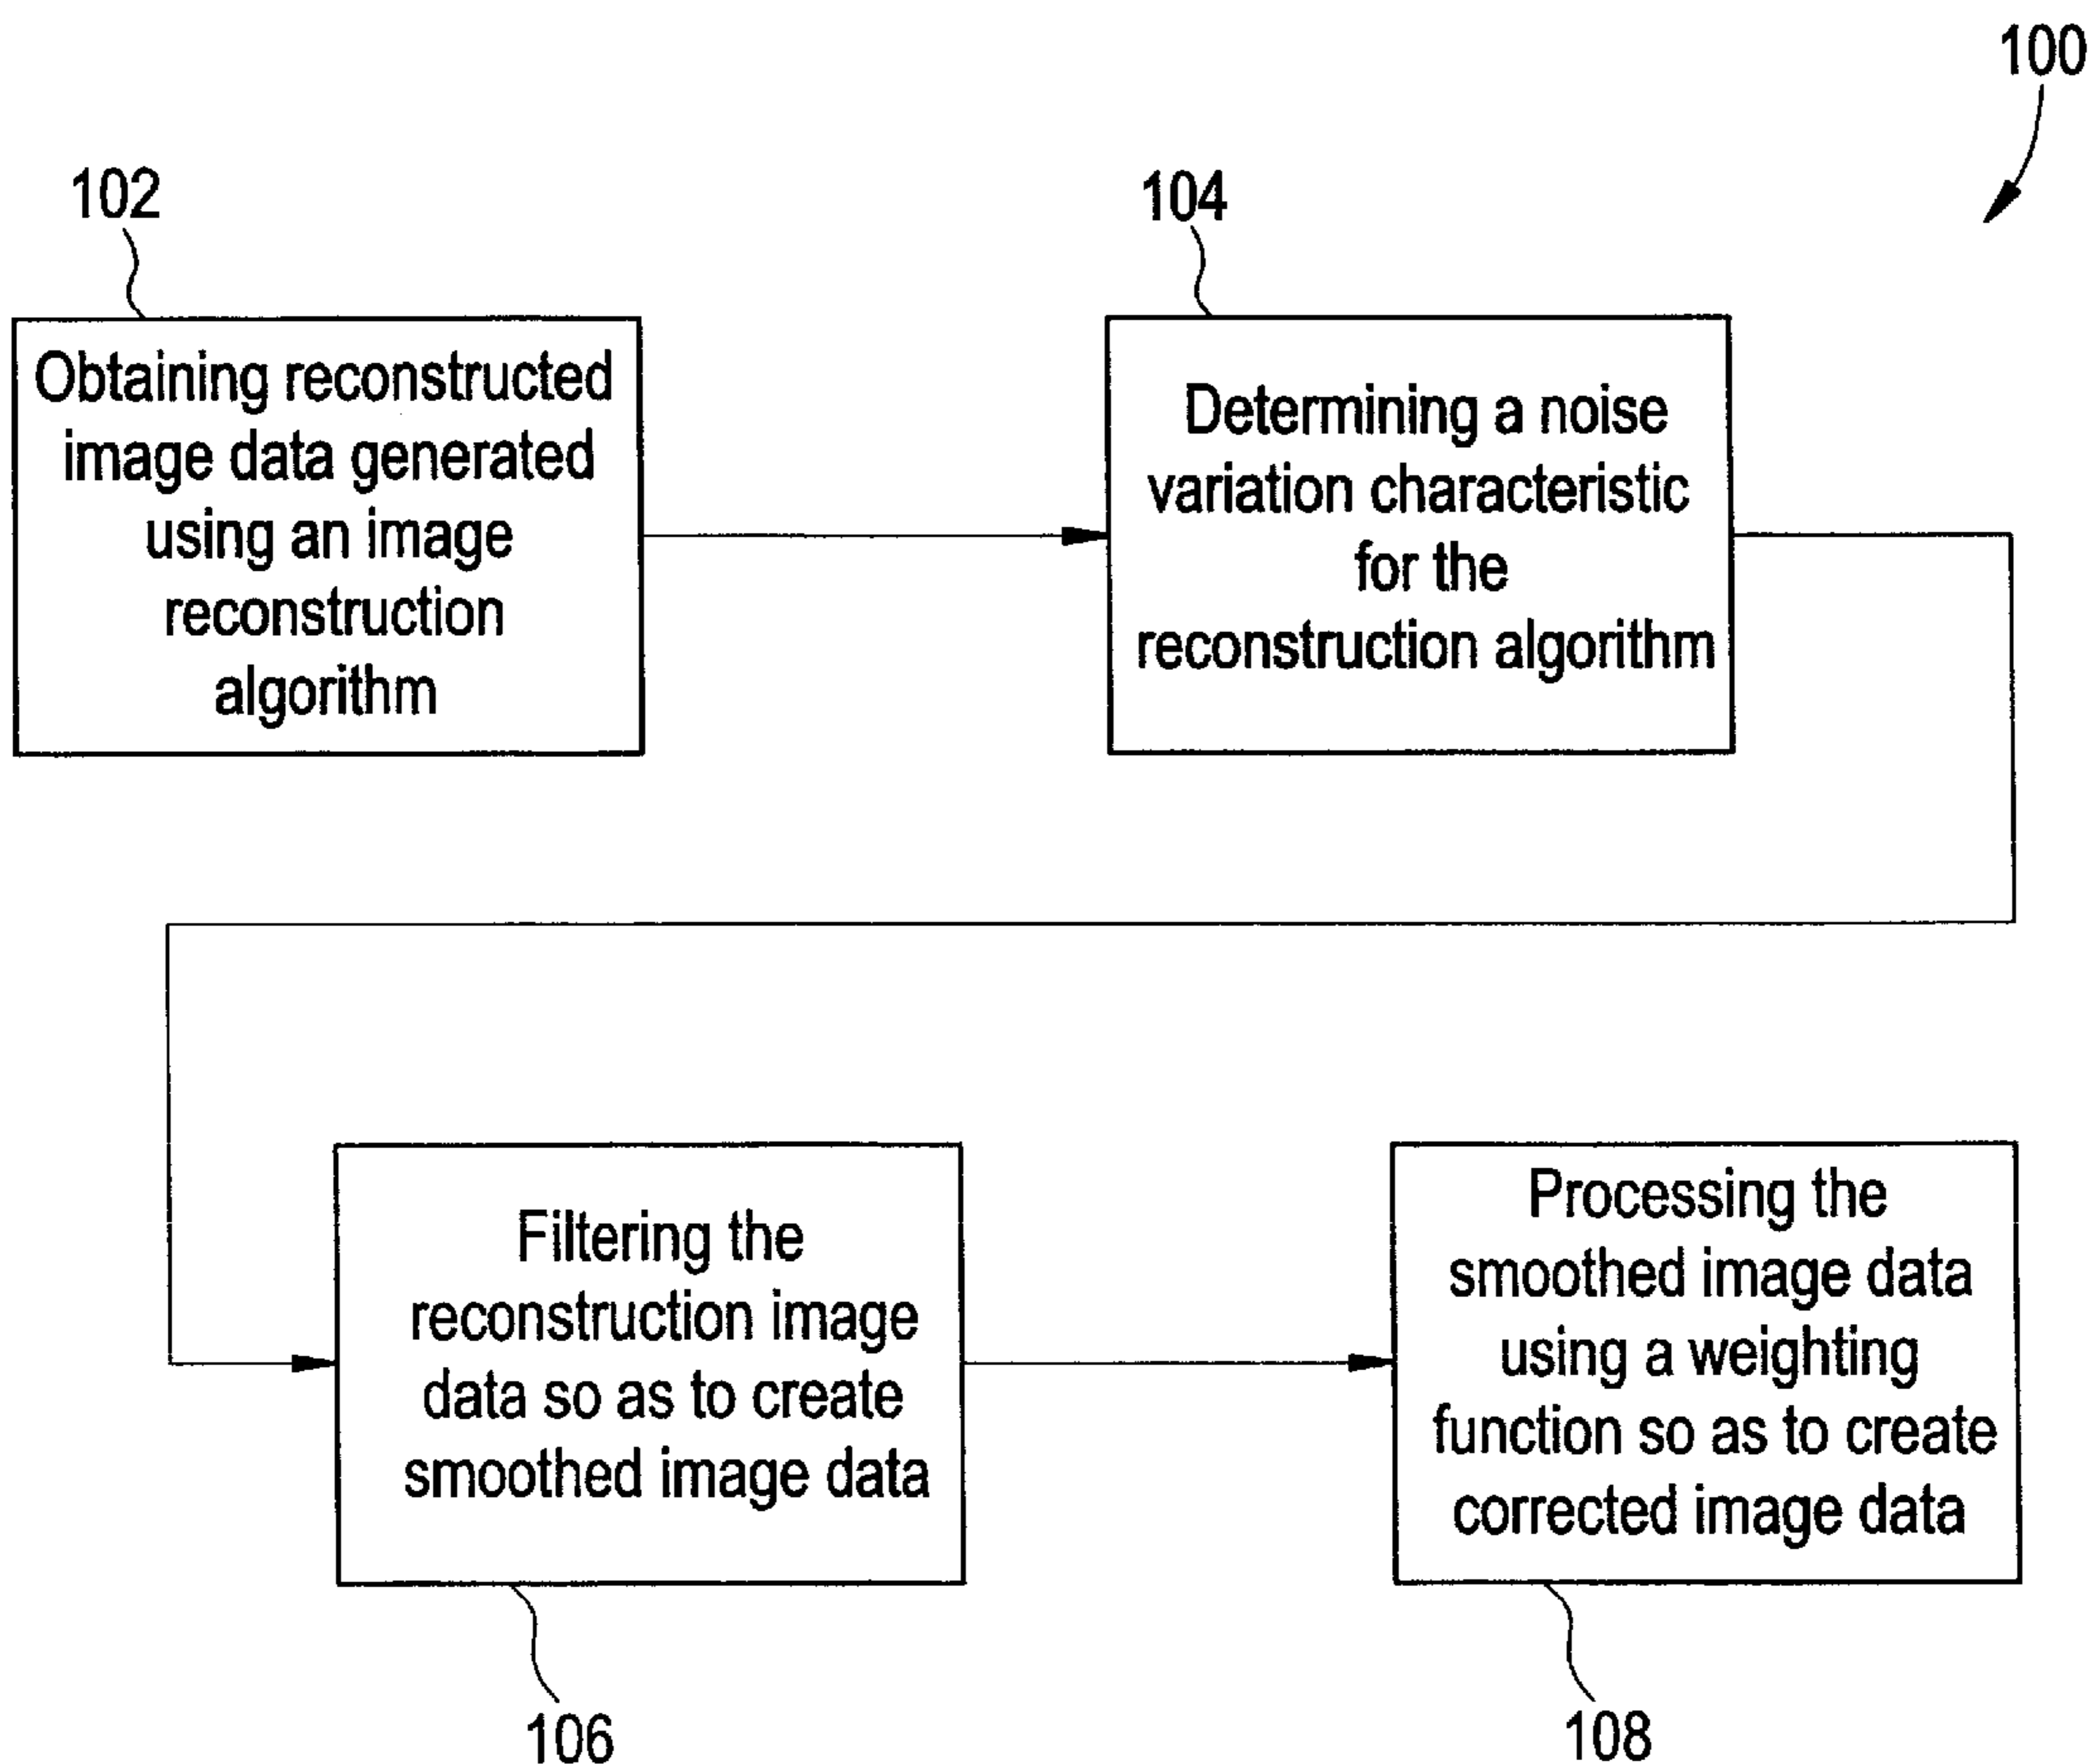 100
102
Obtaining reconstructed
image data generated
using an image
reconstruction
algorithm
104
Determining a noise
variation characteristic
for the
reconstruction algorithm
Filtering the
reconstruction image
data so as to create
smoothed image data
106
Processing the
smoothed image data
using a weighting
function so as to create
corrected image data
108